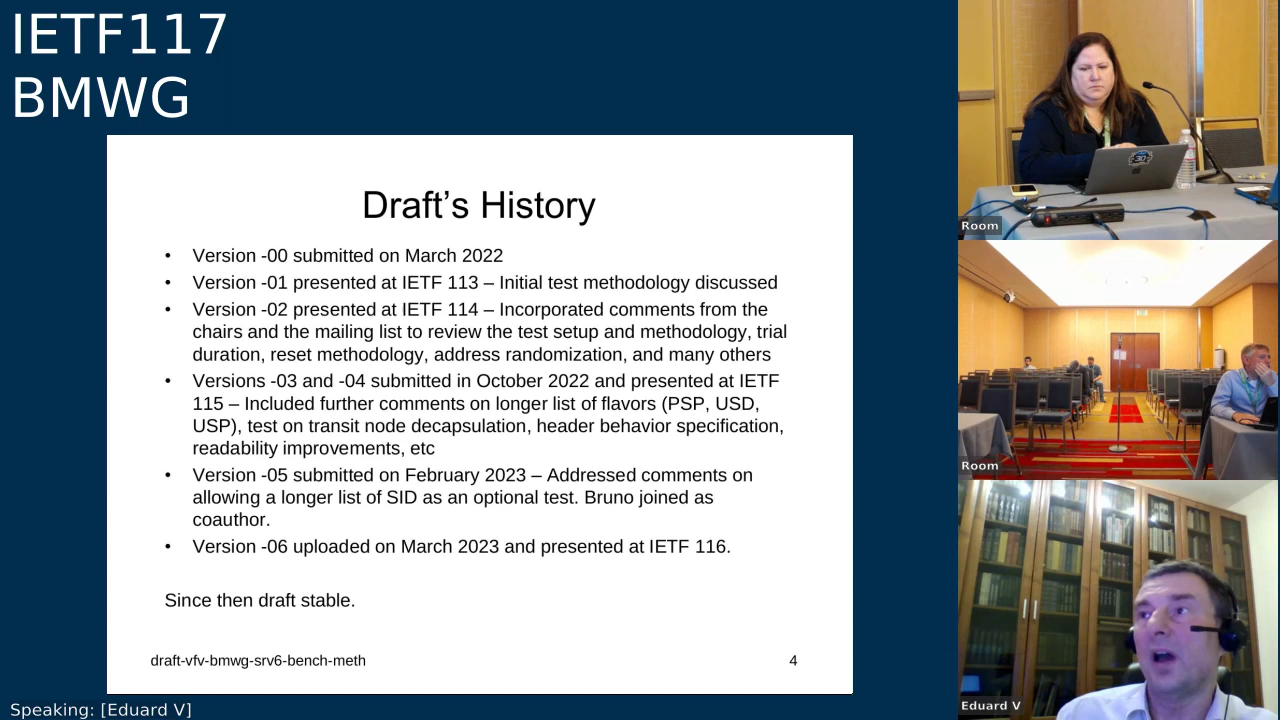 IETF117
BMWG
Draft’s History
• Version -00 submitted on March 2022
• Version -01 presented at IETF 113 – Initial test methodology discussed
• Version -02 presented at IETF 114 – Incorporated comments from the
chairs and the mailing list to review the test setup and methodology, trial
duration, reset methodology, address randomization, and many others
• Versions -03 and -04 submitted in October 2022 and presented at IETF
115 – Included further comments on longer list of flavors (PSP, USD,
USP), test on transit node decapsulation, header behavior specification,
readability improvements, etc
• Version -05 submitted on February 2023 – Addressed comments on
allowing a longer list of SID as an optional test. Bruno joined as
coauthor.
• Version -06 uploaded on March 2023 and presented at IETF 116.
Since then draft stable.
draft-vfv-bmwg-srv6-bench-meth 4
Room
Room
Eduard V
Speaking: [Eduard V]